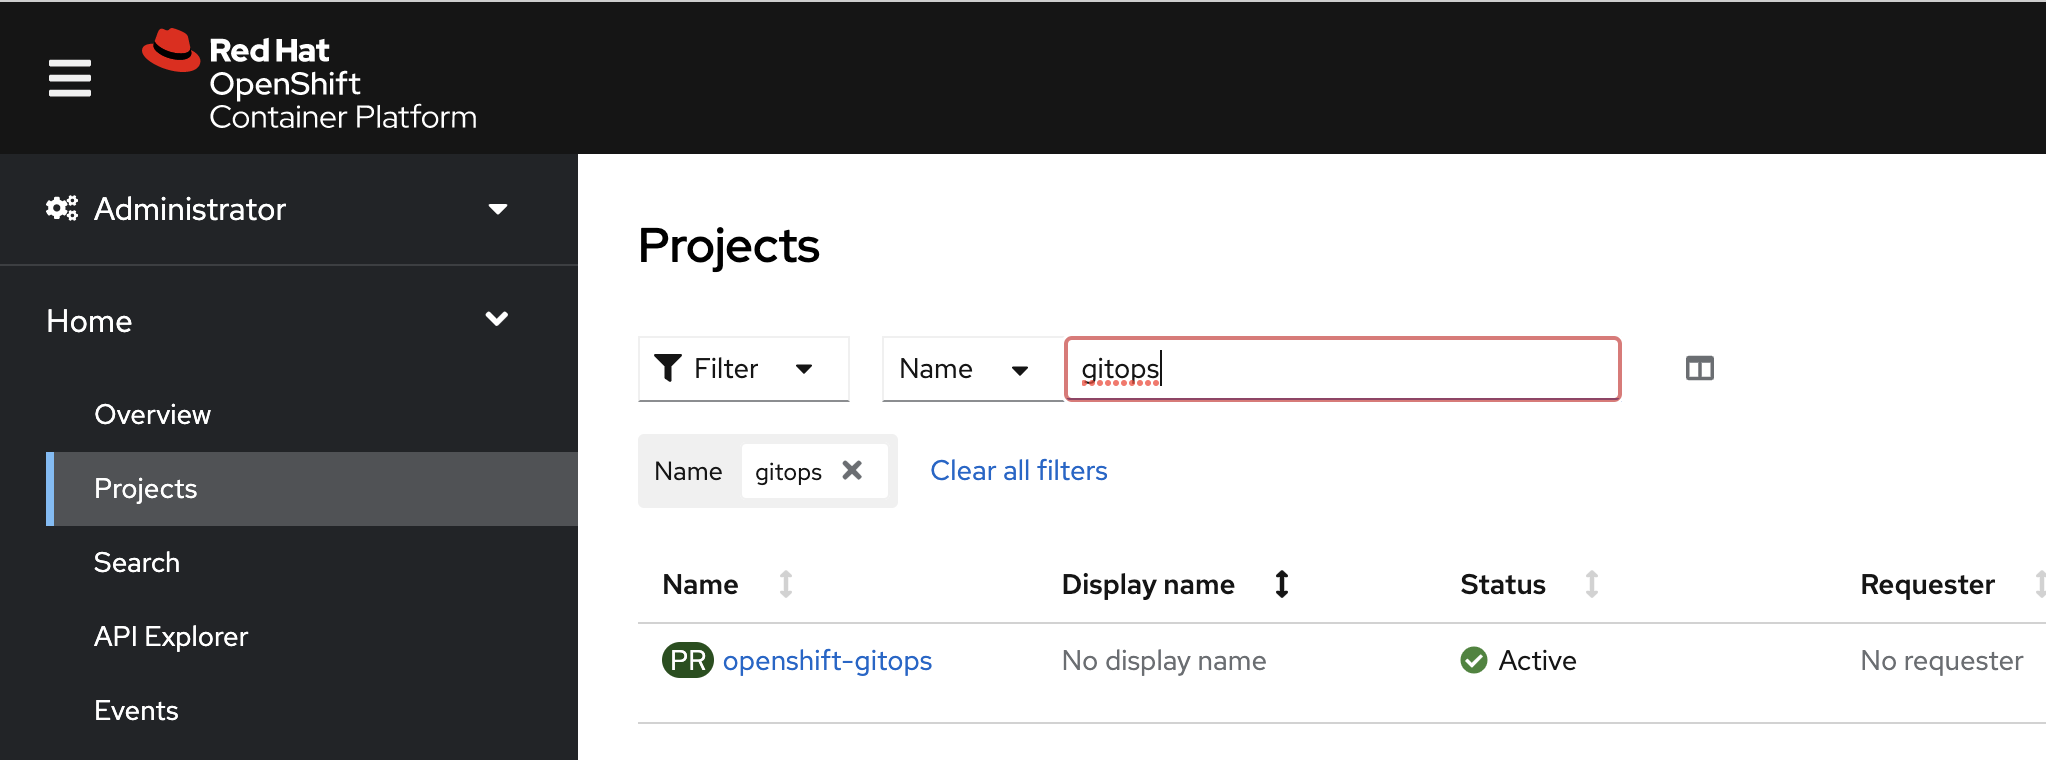 Red Hat
OpenShift
Container Platform
Administrator
Home
Overview
Projects
Search
API Explorer
Events
Projects
Filter
Name
gitops
Name gitops
Clear all filters
Name Display name Status Requester
PR openshift-gitops No display name Active No requester